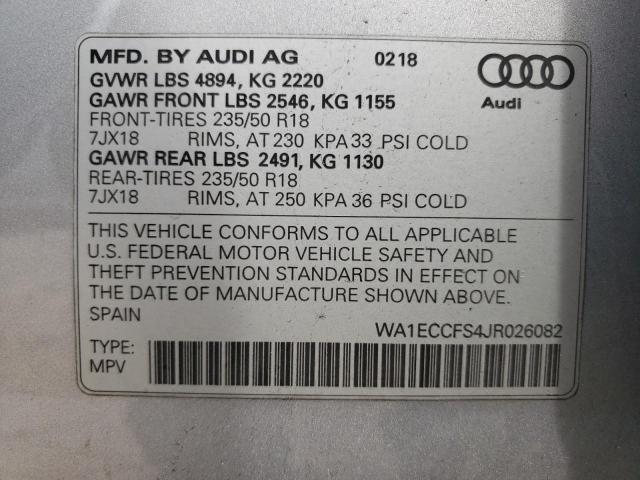 MFD. BY AUDI AG 0218
GVWR LBS 4894, KG 2220
GAWR FRONT LBS 2546, KG 1155
Audi
FRONT-TIRES 235/50 R18
7JX18 RIMS, AT 230 KPA 33 PSI COLD
GAWR REAR LBS 2491, KG 1130
REAR-TIRES 235/50 R18
7JX18 RIMS, AT 250 KPA 36 PSI COLD
THIS VEHICLE CONFORMS TO ALL APPLICABLE
U.S. FEDERAL MOTOR VEHICLE SAFETY AND
THEFT PREVENTION STANDARDS IN EFFECT ON
THE DATE OF MANUFACTURE SHOWN ABOVE.
SPAIN
WA1ECCFS4JR026082
TYPE:
MPV